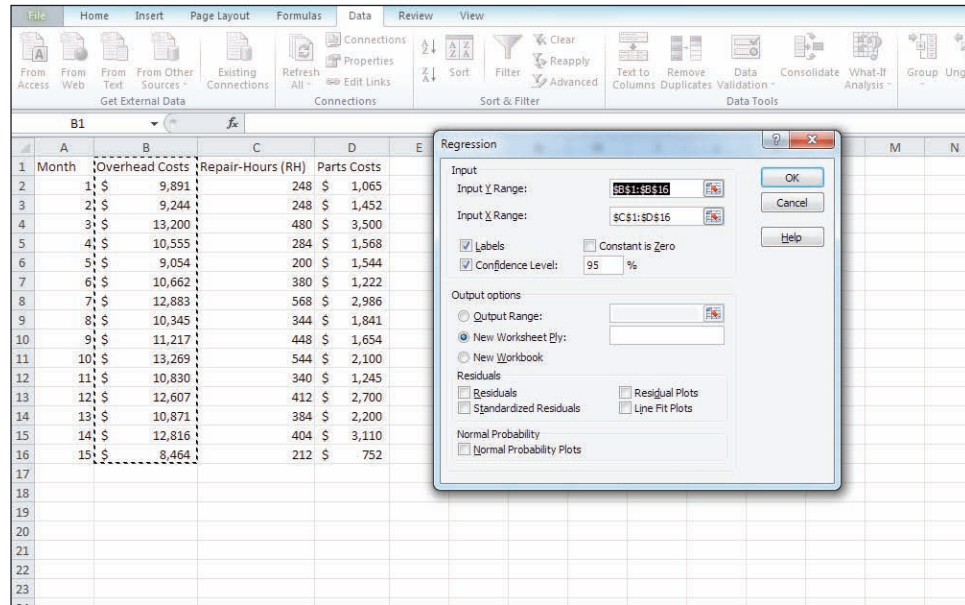 File Home Insert Page Layout Formulas Data Review View
From Access
From Web
From Text
From Other Sources
Existing Connections
Refresh All
Connections
Properties
Edit Links
Sort
Filter
Clear
Reapply
Advanced
Text to Columns
Remove Duplicates
Data Validation
Consolidate
What-If Analysis
Group
Ung
Get External Data Connections Sort & Filter Data Tools
B1 fx
A B C D E M N
1 Month Overhead Costs Repair-Hours (RH) Parts Costs
2 1 $ 9,891 248 $ 1,065
3 2 $ 9,244 248 $ 1,452
4 3 $ 13,200 480 $ 3,500
5 4 $ 10,555 284 $ 1,568
6 5 $ 9,054 200 $ 1,544
7 6 $ 10,662 380 $ 1,222
8 7 $ 12,883 568 $ 2,986
9 8 $ 10,345 344 $ 1,841
10 9 $ 11,217 448 $ 1,654
11 10 $ 13,269 544 $ 2,100
12 11 $ 10,830 340 $ 1,245
13 12 $ 12,607 412 $ 2,700
14 13 $ 10,871 384 $ 2,200
15 14 $ 12,816 404 $ 3,110
16 15 $ 8,464 212 $ 752
17
18
19
20
21
22
23
Regression
Input
Input Y Range: $B$1:$B$16
Input X Range: $C$1:$D$16
Labels Constant is Zero
Confidence Level: 95 %
OK
Cancel
Help
Output options
Output Range:
New Worksheet Ply:
New Workbook
Residuals
Residuals Residual Plots
Standardized Residuals Line Fit Plots
Normal Probability
Normal Probability Plots